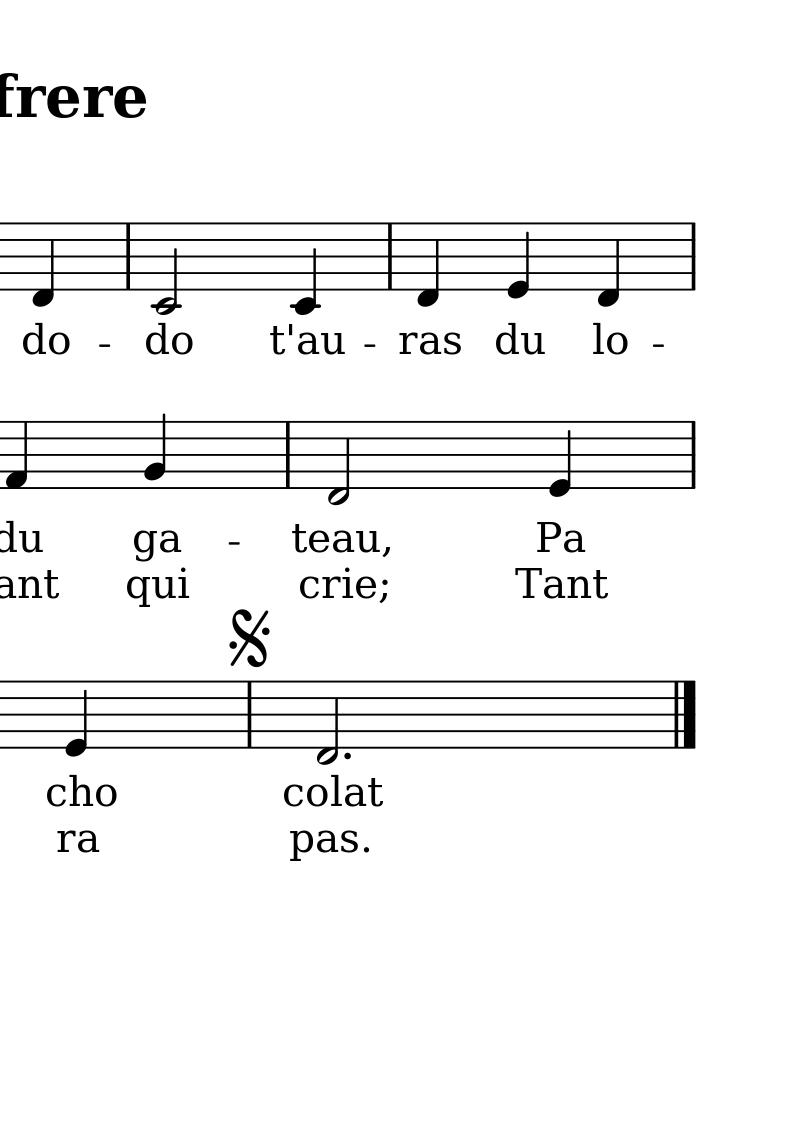 frere
do - do t'au - ras du lo -
du ga - teau, Pa
ant qui crie; Tant
cho colat
ra pas.